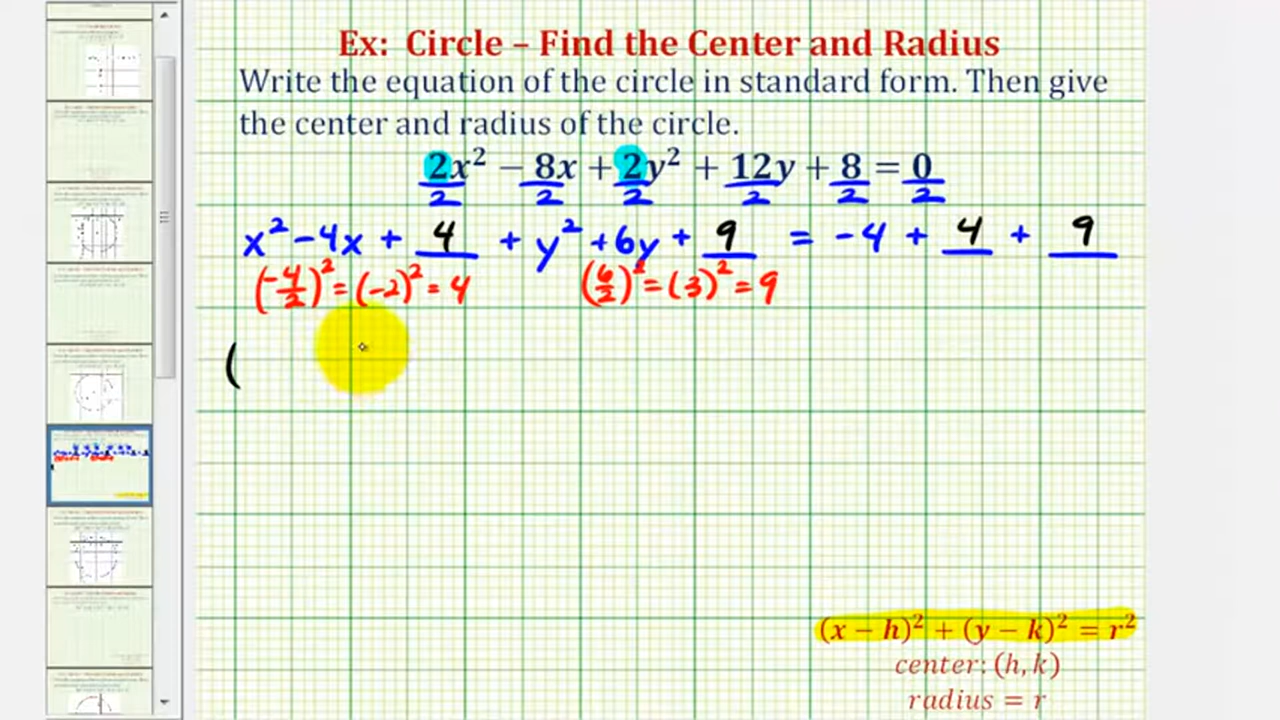 Ex: Circle – Find the Center and Radius
Write the equation of the circle in standard form. Then give
the center and radius of the circle.
2x² − 8x + 2y² + 12y + 8 = 0
2 2 2 2 2 2
x² − 4x + 4 + y² + 6y + 9 = −4 + 4 + 9
(−4/2)² = (−2)² = 4 (6/2)² = (3)² = 9
(
(x − h)² + (y − k)² = r²
center: (h, k)
radius = r